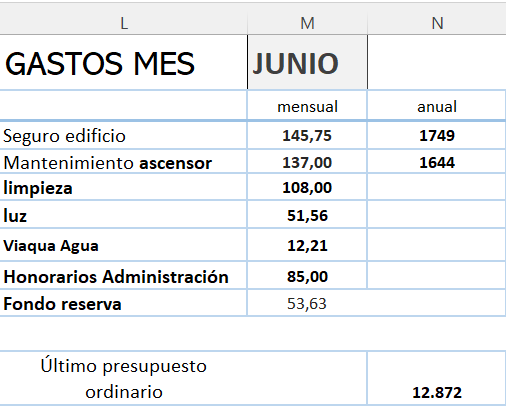 L M N
GASTOS MES JUNIO
mensual anual
Seguro edificio 145,75 1749
Mantenimiento ascensor 137,00 1644
limpieza 108,00
luz 51,56
Viaqua Agua 12,21
Honorarios Administración 85,00
Fondo reserva 53,63
Último presupuesto
ordinario 12.872